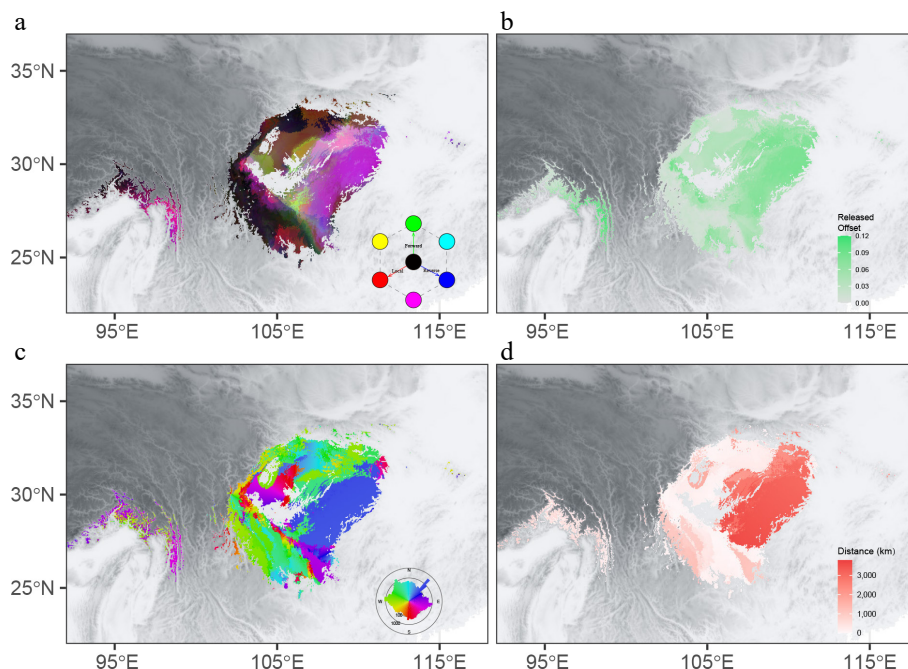 a
b
35°N
30°N
25°N
Forward
Local
Reverse
Released
Offset
0.12
0.09
0.06
0.03
0.00
95°E
105°E
115°E
95°E
105°E
115°E
c
d
35°N
30°N
25°N
N
W
E
S
100
1000
Distance (km)
3,000
2,000
1,000
0
95°E
105°E
115°E
95°E
105°E
115°E